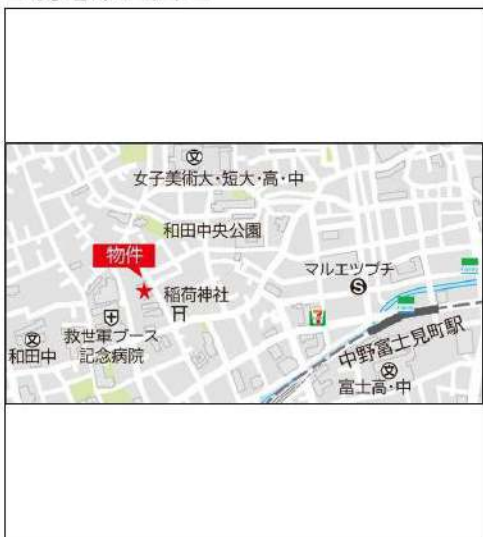 女子美術大・短大・高・中
和田中央公園
物件
マルエツプチ
稲荷神社
救世軍ブース
記念病院
和田中
中野富士見町駅
富士高・中